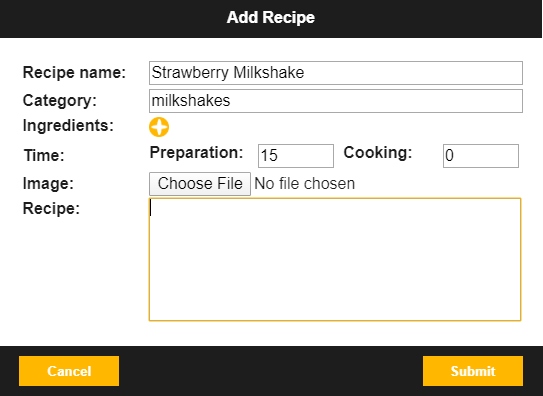 Add Recipe
Recipe name: Strawberry Milkshake
Category: milkshakes
Ingredients:
Time: Preparation: 15 Cooking: 0
Image: Choose File No file chosen
Recipe:
Cancel Submit